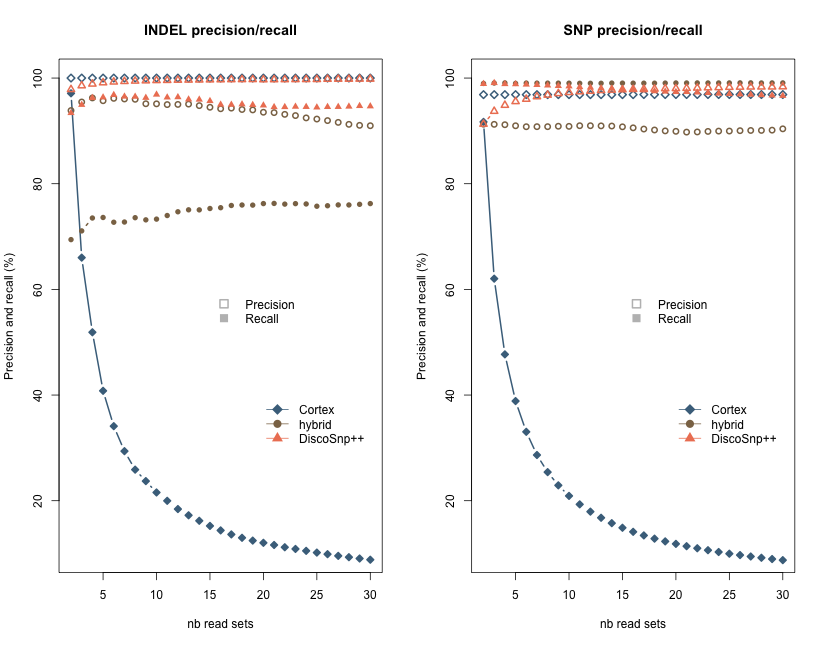 INDEL precision/recall
Precision and recall (%)
100
80
60
40
20
Precision
Recall
Cortex
hybrid
DiscoSnp++
5 10 15 20 25 30
nb read sets
SNP precision/recall
Precision and recall (%)
100
80
60
40
20
Precision
Recall
Cortex
hybrid
DiscoSnp++
5 10 15 20 25 30
nb read sets